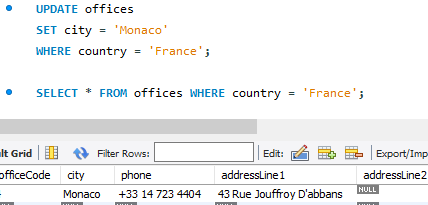 UPDATE offices
SET city = 'Monaco'
WHERE country = 'France';
SELECT * FROM offices WHERE country = 'France';
ult Grid Filter Rows: Edit: Export/Imp
officeCode city phone addressLine1 addressLine2
Monaco +33 14 723 4404 43 Rue Jouffroy D'abbans NULL